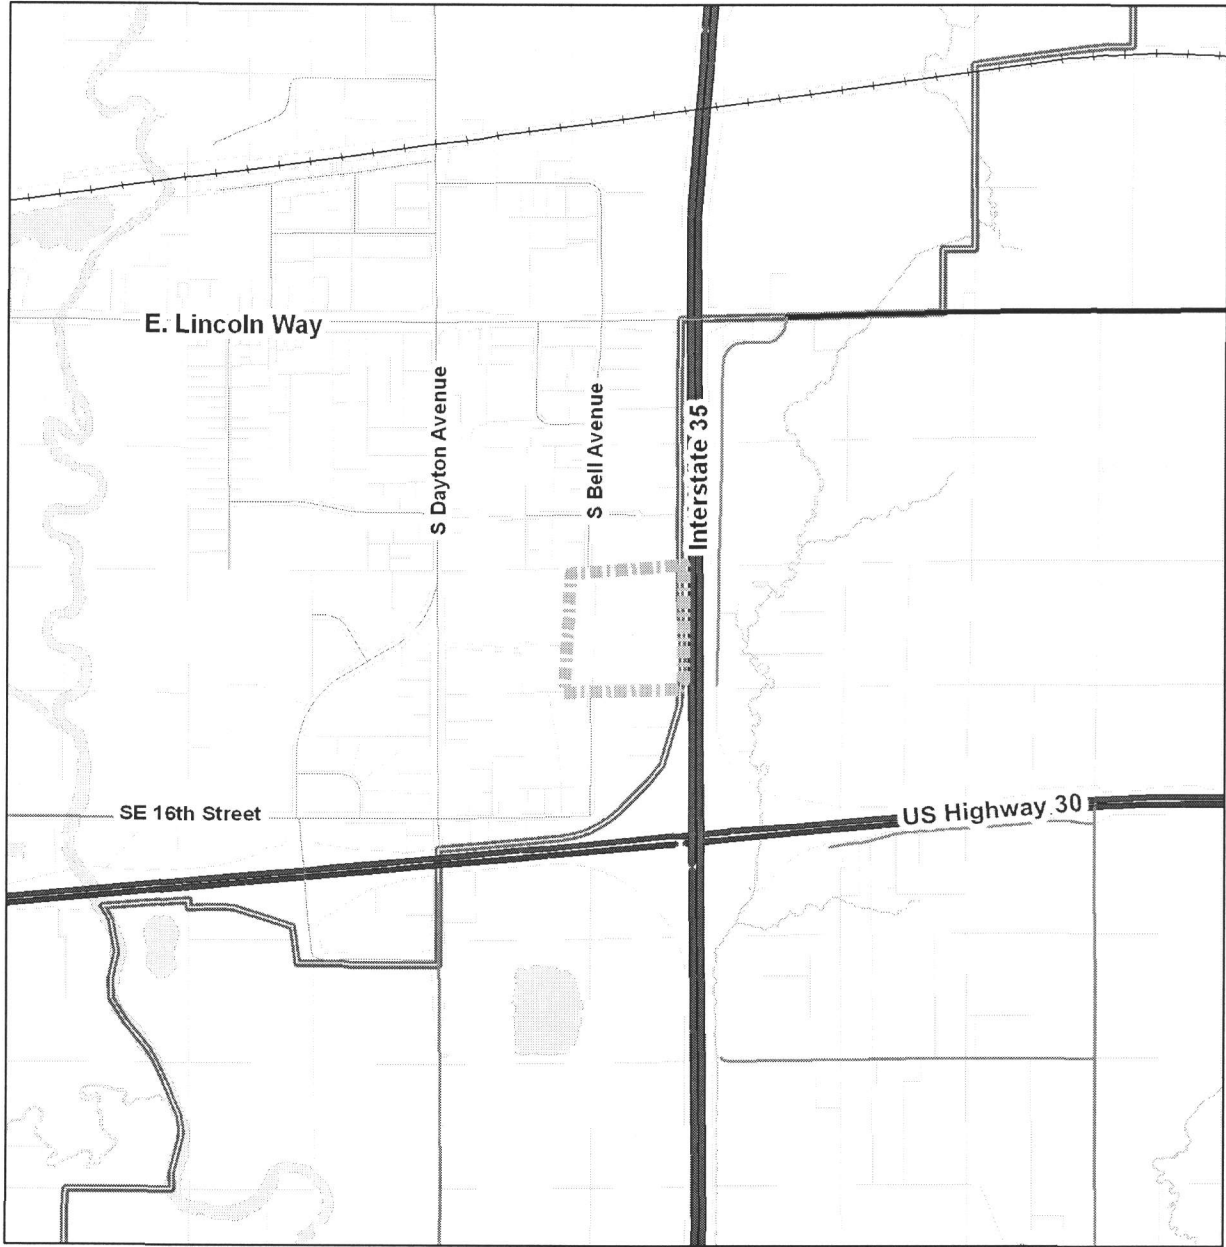 E. Lincoln Way
S Dayton Avenue
S Bell Avenue
Interstate 35
SE 16th Street
US Highway 30